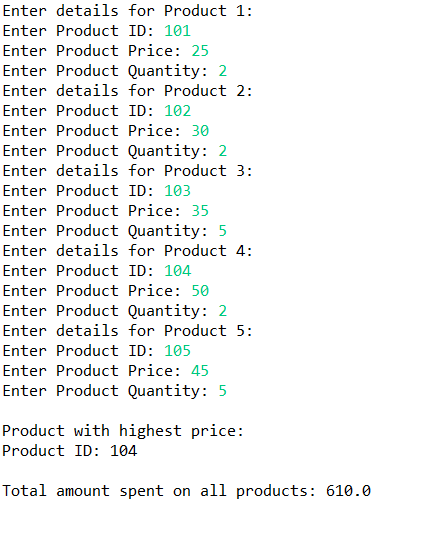 Enter details for Product 1:
Enter Product ID: 101
Enter Product Price: 25
Enter Product Quantity: 2
Enter details for Product 2:
Enter Product ID: 102
Enter Product Price: 30
Enter Product Quantity: 2
Enter details for Product 3:
Enter Product ID: 103
Enter Product Price: 35
Enter Product Quantity: 5
Enter details for Product 4:
Enter Product ID: 104
Enter Product Price: 50
Enter Product Quantity: 2
Enter details for Product 5:
Enter Product ID: 105
Enter Product Price: 45
Enter Product Quantity: 5
Product with highest price:
Product ID: 104
Total amount spent on all products: 610.0